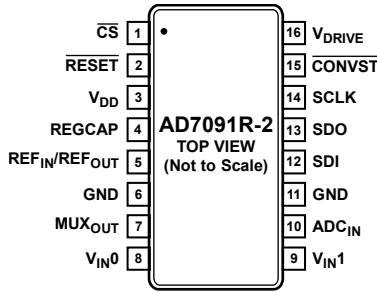 CS 1
RESET 2
VDD 3
REGCAP 4
REFIN/REFOUT 5
GND 6
MUXOUT 7
VIN0 8
AD7091R-2
TOP VIEW
(Not to Scale)
16 VDRIVE
15 CONVST
14 SCLK
13 SDO
12 SDI
11 GND
10 ADCIN
9 VIN1